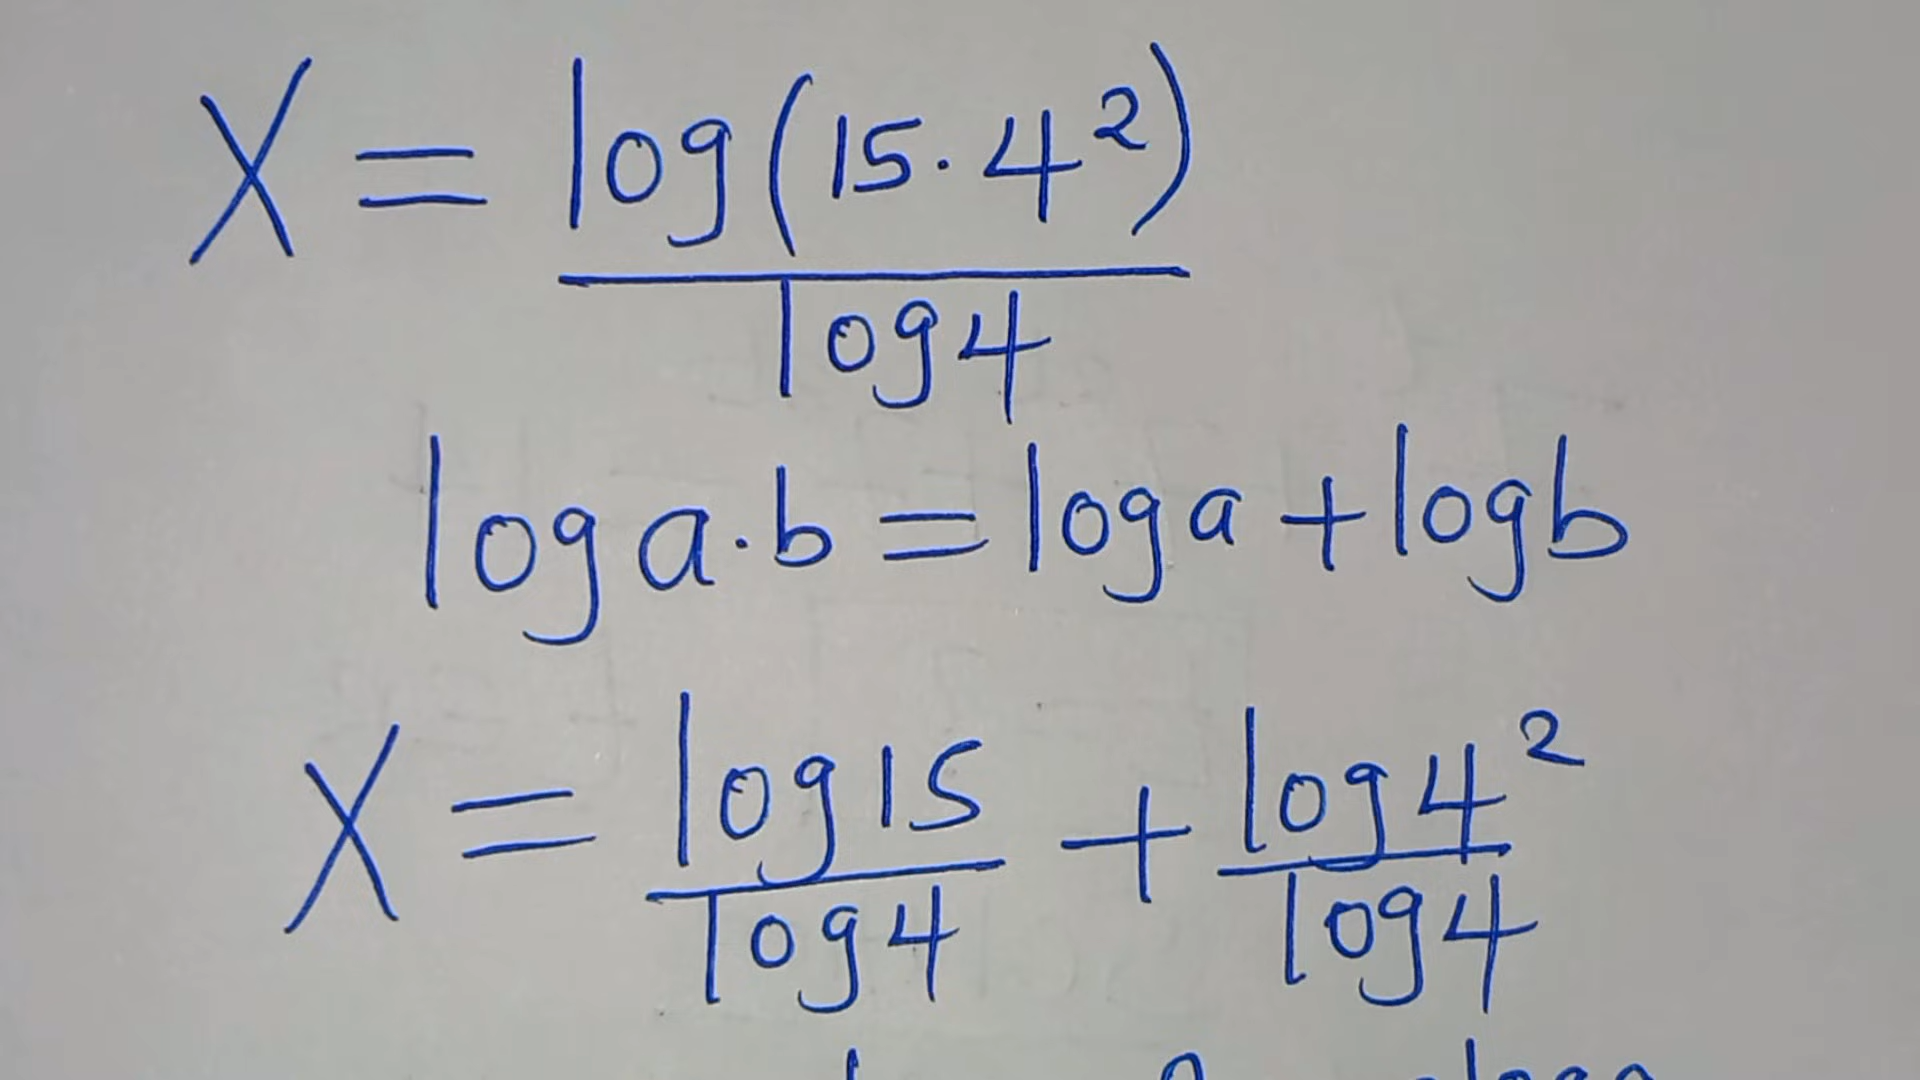 X = log(15·4²)
log4
log a·b = log a + log b
X = log15 + log4²
log4 log4